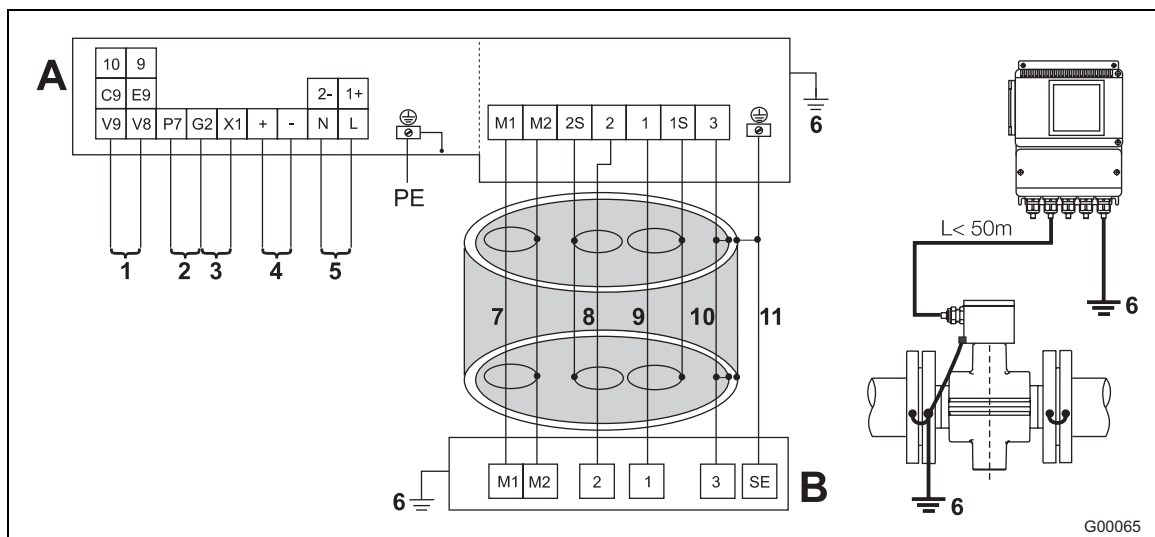 A
10 9
C9 E9 2- 1+
V9 V8 P7 G2 X1 + - N L
PE
1 2 3 4 5
M1 M2 2S 2 1 1S 3
6
7 8 9 10 11
6
M1 M2 2 1 3 SE
B
L< 50m
6
6
G00065